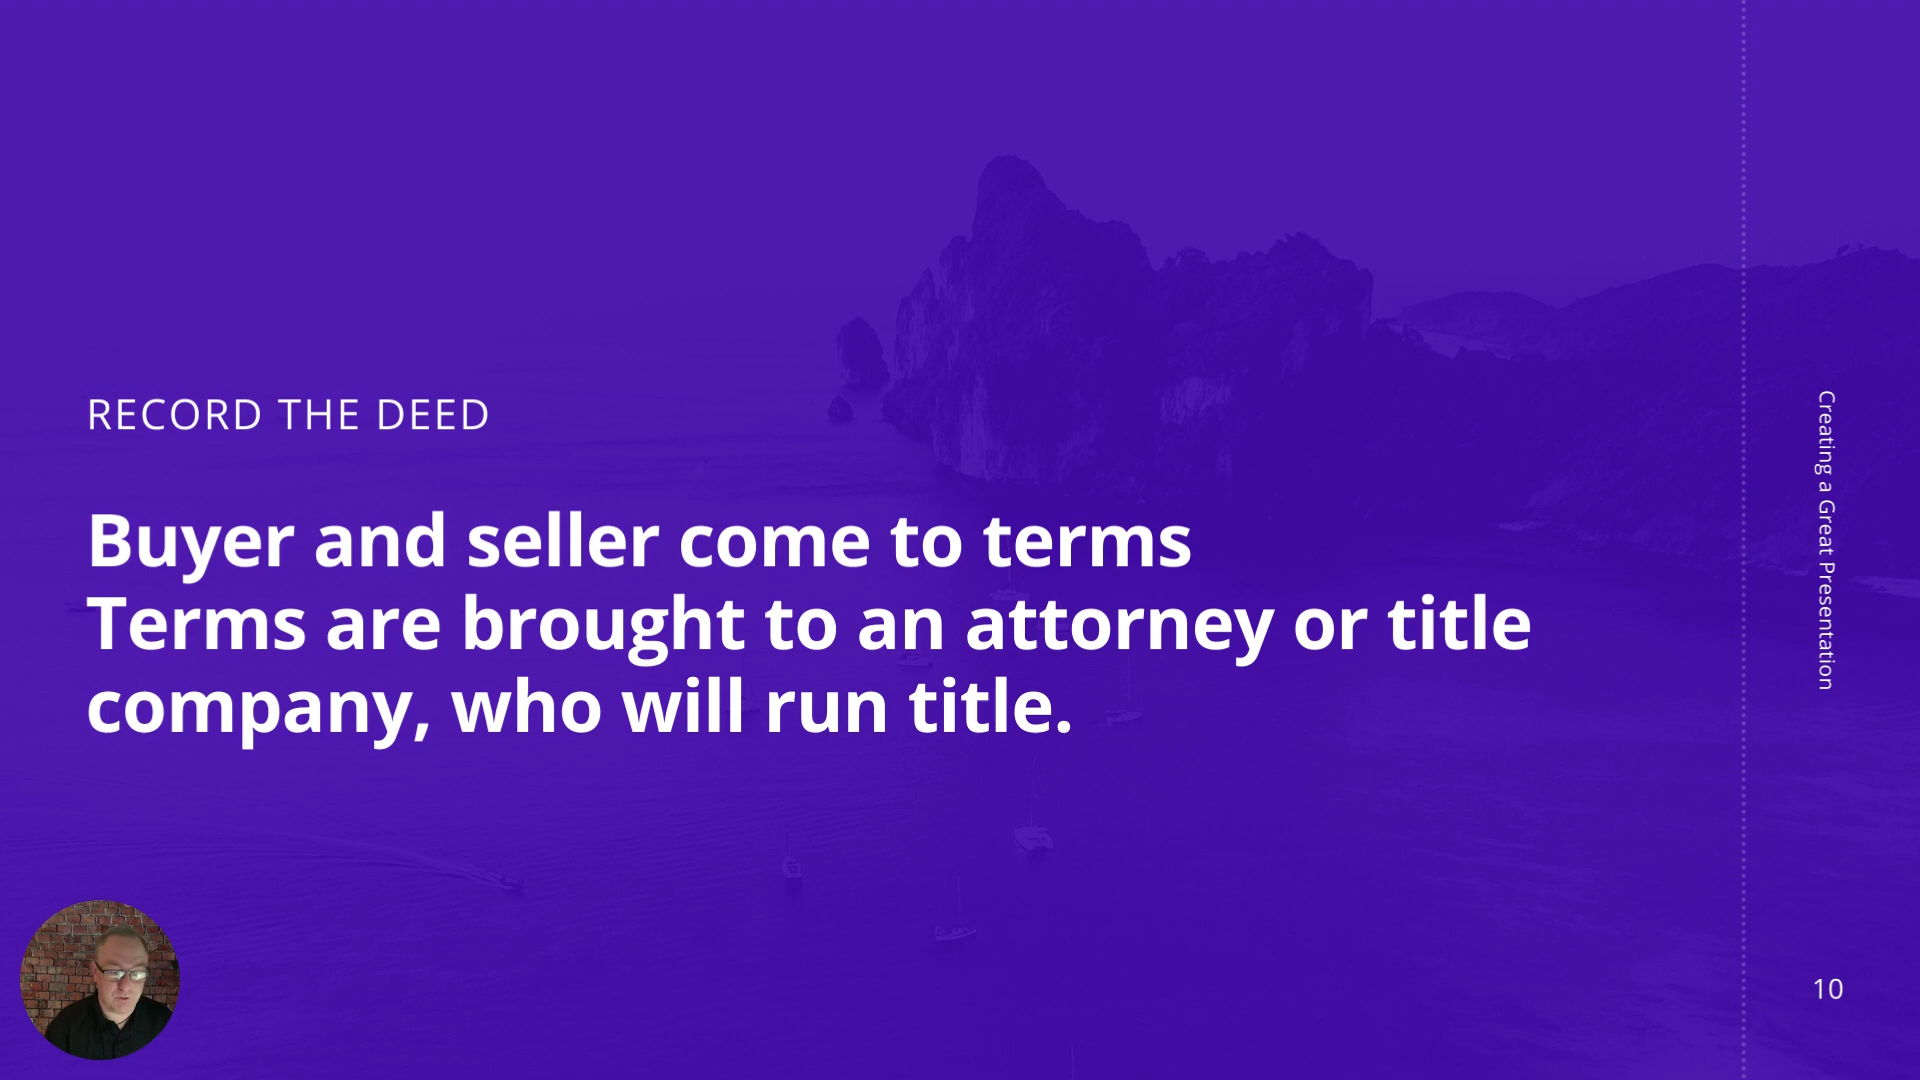 RECORD THE DEED
Buyer and seller come to terms
Terms are brought to an attorney or title
company, who will run title.
Creating a Great Presentation
10